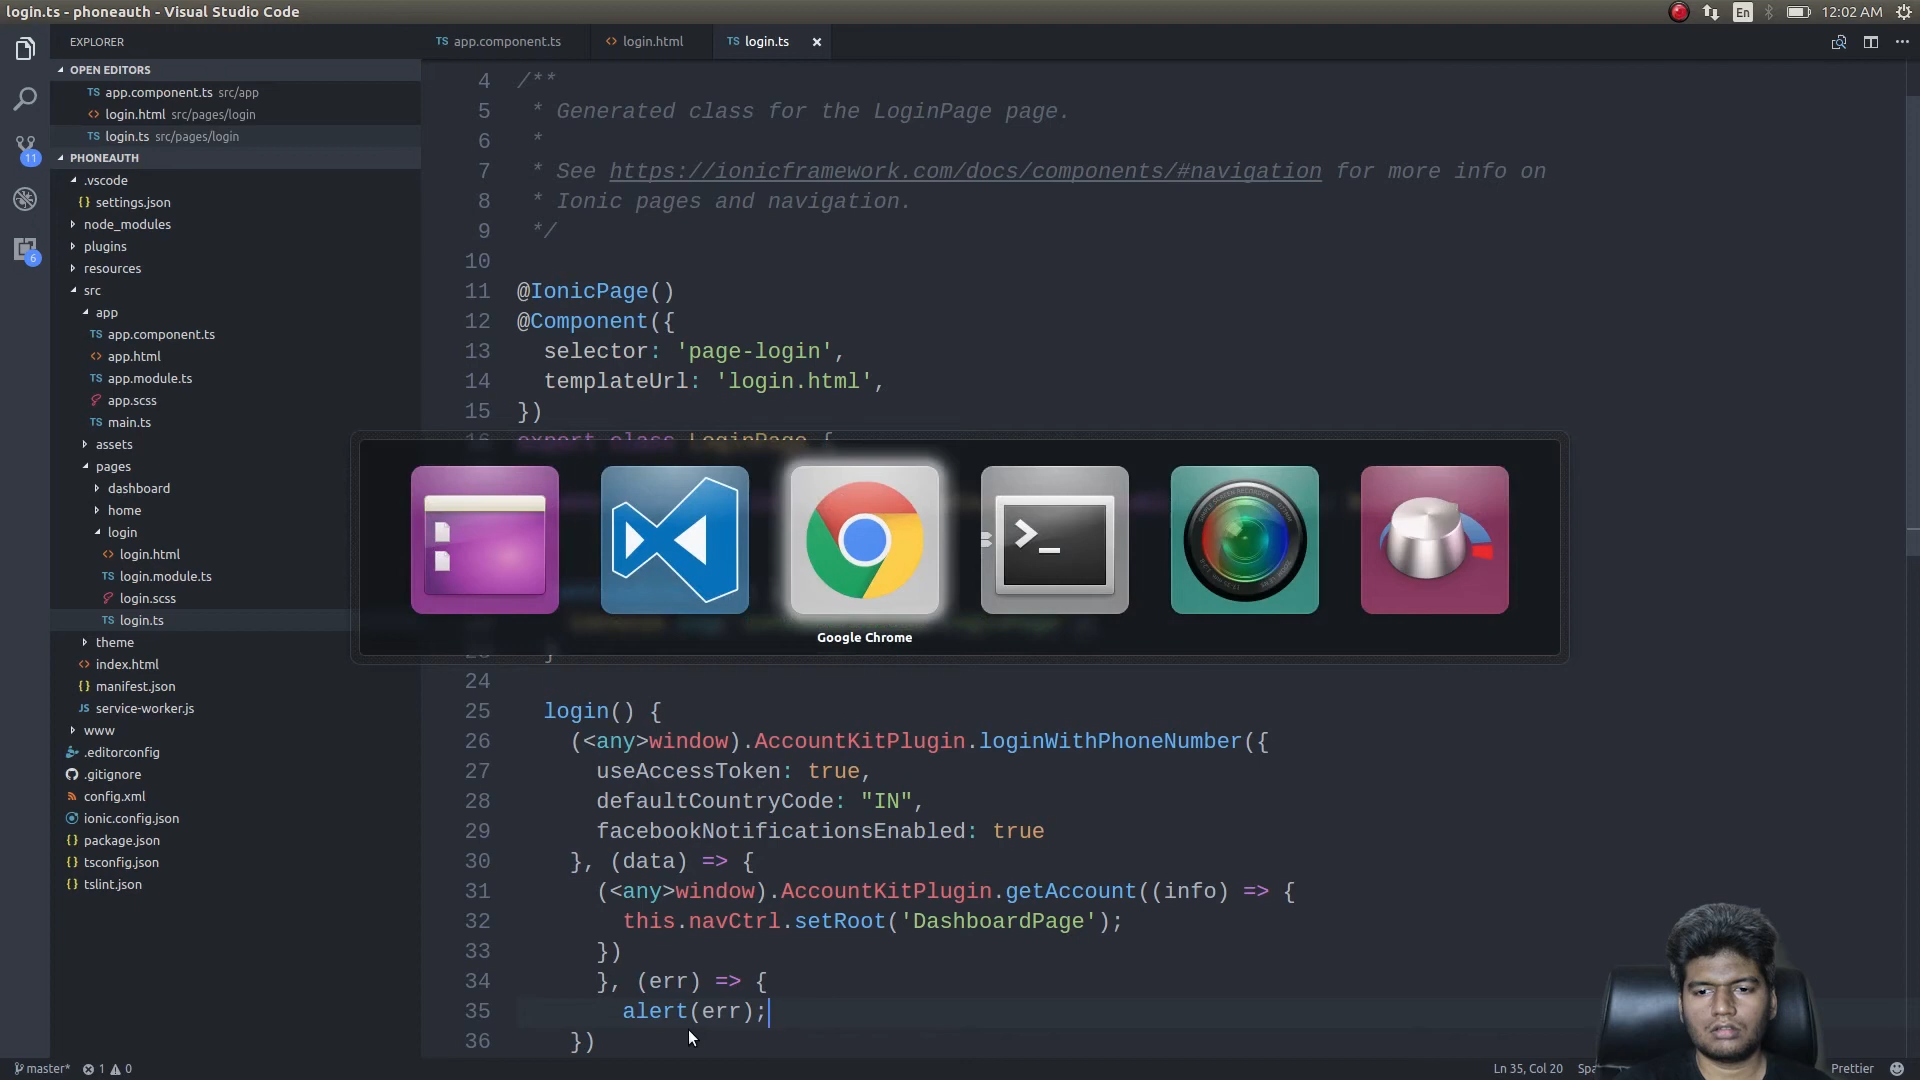 login.ts - phoneauth - Visual Studio Code
En
12:02 AM
EXPLORER
OPEN EDITORS
app.component.ts src/app
login.html src/pages/login
login.ts src/pages/login
PHONEAUTH
.vscode
settings.json
node_modules
plugins
resources
src
app
app.component.ts
app.html
app.module.ts
app.scss
main.ts
assets
pages
dashboard
home
login
login.html
login.module.ts
login.scss
login.ts
theme
index.html
manifest.json
service-worker.js
www
.editorconfig
.gitignore
config.xml
ionic.config.json
package.json
tsconfig.json
tslint.json
11
6
TS app.component.ts
<> login.html
TS login.ts
4 /**
5 * Generated class for the LoginPage page.
6 *
7 * See https://ionicframework.com/docs/components/#navigation for more info on
8 * Ionic pages and navigation.
9 */
10
11 @IonicPage()
12 @Component({
13 selector: 'page-login',
14 templateUrl: 'login.html',
15 })
16 export class LoginPage {
Google Chrome
24
25 login() {
26 (<any>window).AccountKitPlugin.loginWithPhoneNumber({
27 useAccessToken: true,
28 defaultCountryCode: "IN",
29 facebookNotificationsEnabled: true
30 }, (data) => {
31 (<any>window).AccountKitPlugin.getAccount((info) => {
32 this.navCtrl.setRoot('DashboardPage');
33 })
34 }, (err) => {
35 alert(err);
36 })
master* 1 0
Ln 35, Col 20
Prettier